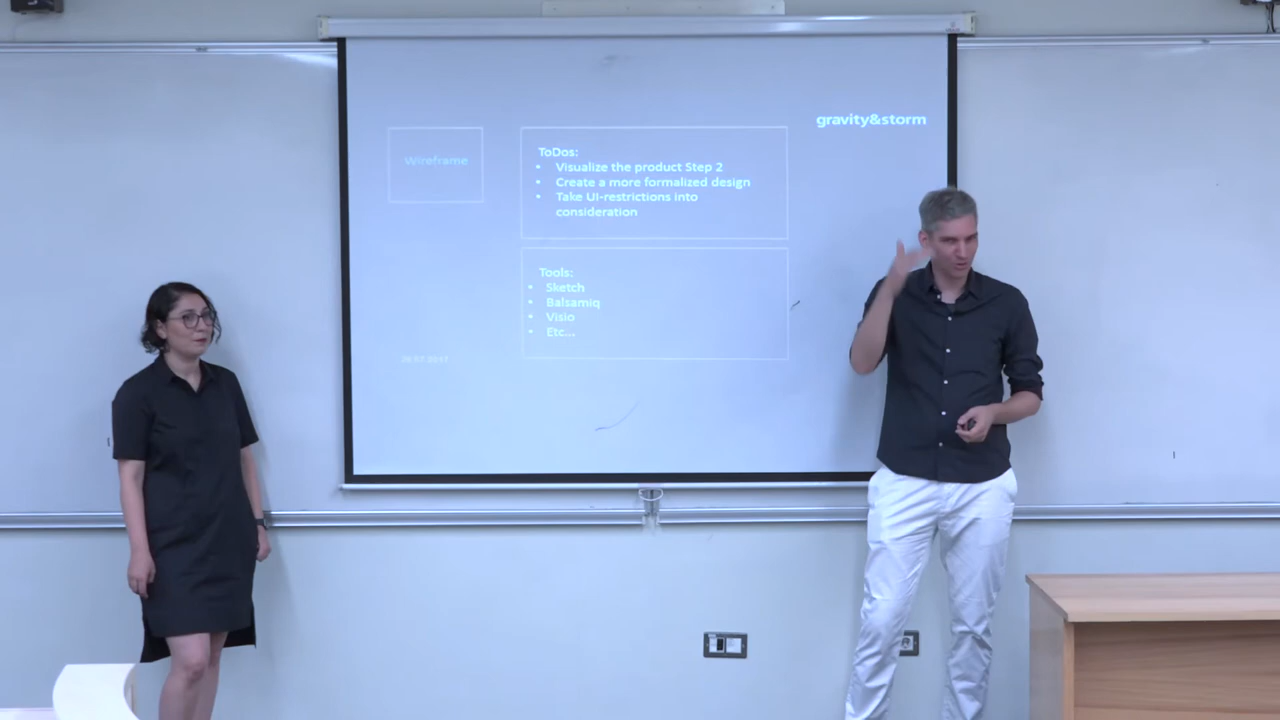 gravity&storm
Wireframe
ToDos:
• Visualize the product Step 2
• Create a more formalized design
• Take UI-restrictions into
consideration
Tools:
• Sketch
• Balsamiq
• Visio
• Etc...